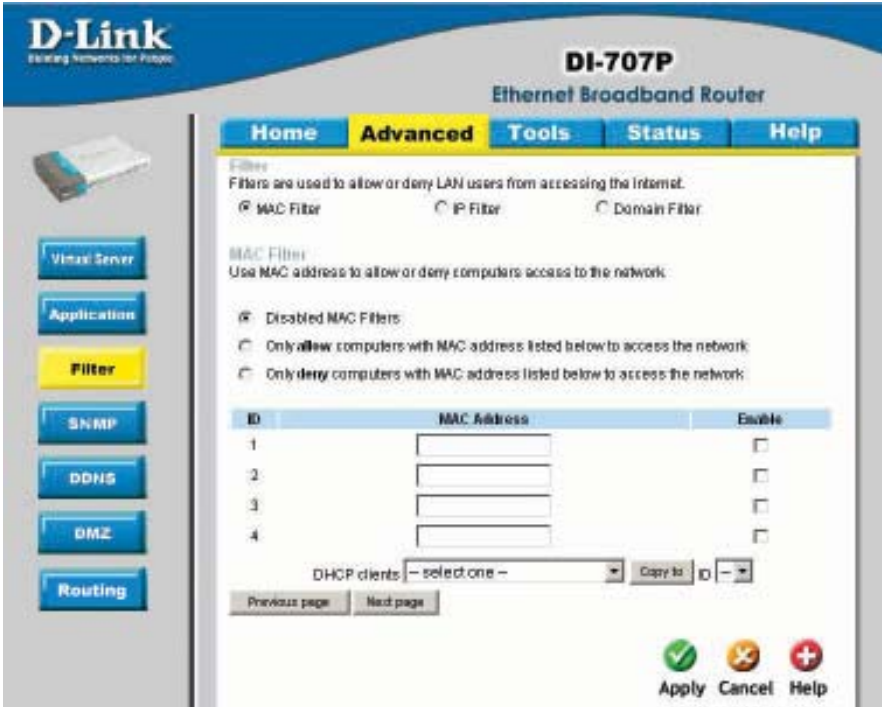 D-Link
Building Networks for People
DI-707P
Ethernet Broadband Router
Home Advanced Tools Status Help
Filter
Filters are used to allow or deny LAN users from accessing the Internet.
MAC Filter IP Filter Domain Filter
MAC Filter
Use MAC address to allow or deny computers access to the network
Disabled MAC Filters
Only allow computers with MAC address listed below to access the network
Only deny computers with MAC address listed below to access the network
ID MAC Address Enable
1
2
3
4
DHCP clients -- select one -- Copy to ID --
Previous page Next page
Apply Cancel Help
Virtual Server
Application
Filter
SNMP
DDNS
DMZ
Routing